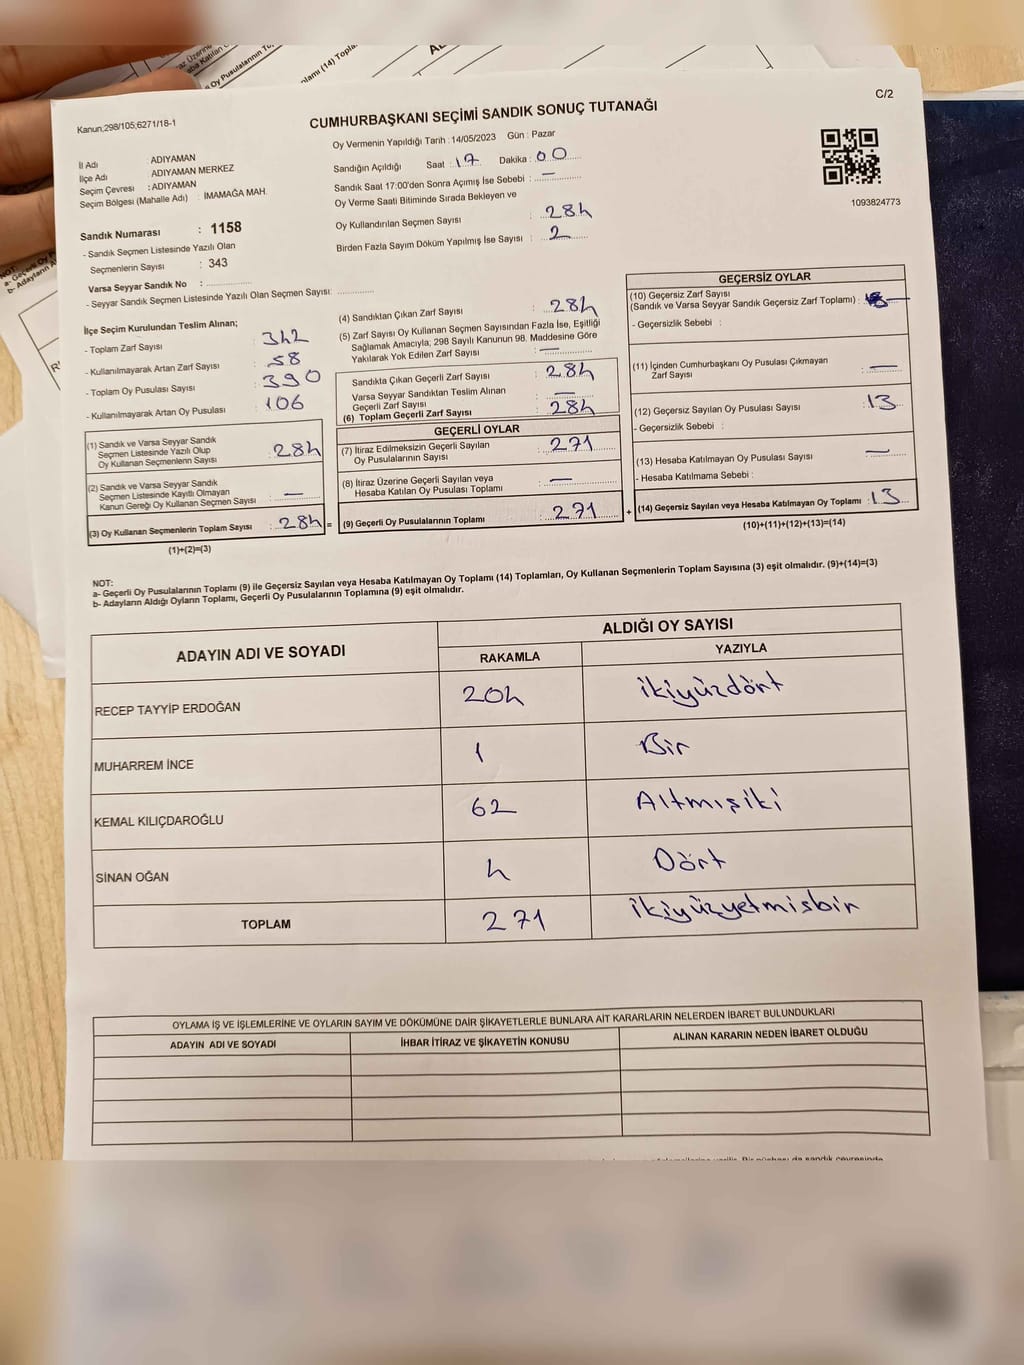 Kanun;298/105;6271/18-1
CUMHURBAŞKANI SEÇİMİ SANDIK SONUÇ TUTANAĞI
C/2
İl Adı ADIYAMAN
İlçe Adı ADIYAMAN MERKEZ
Seçim Çevresi : ADIYAMAN
Seçim Bölgesi (Mahalle Adı) : İMAMAĞA MAH.
Sandık Numarası : 1158
- Sandık Seçmen Listesinde Yazılı Olan
Seçmenlerin Sayısı : 343
Varsa Seyyar Sandık No :
- Seyyar Sandık Seçmen Listesinde Yazılı Olan Seçmen Sayısı:
Oy Vermenin Yapıldığı Tarih : 14/05/2023 Gün : Pazar
Sandığın Açıldığı Saat : 17 Dakika : 00
Sandık Saat 17:00'den Sonra Açımış İse Sebebi : —
Oy Verme Saati Bitiminde Sırada Bekleyen ve
Oy Kullandırılan Seçmen Sayısı : 284
Birden Fazla Sayım Döküm Yapılmış İse Sayısı : 2
1093824773
İlçe Seçim Kurulundan Teslim Alınan;
- Toplam Zarf Sayısı : 342
- Kullanılmayarak Artan Zarf Sayısı : 58
- Toplam Oy Pusulası Sayısı : 390
- Kullanılmayarak Artan Oy Pusulası : 106
(1) Sandık ve Varsa Seyyar Sandık
Seçmen Listesinde Yazılı Olup
Oy Kullanan Seçmenlerin Sayısı : 284
(2) Sandık ve Varsa Seyyar Sandık
Seçmen Listesinde Kayıtlı Olmayan
Kanun Gereği Oy Kullanan Seçmen Sayısı : —
(3) Oy Kullanan Seçmenlerin Toplam Sayısı : 284 =
(1)+(2)=(3)
(4) Sandıktan Çıkan Zarf Sayısı : 284
(5) Zarf Sayısı Oy Kullanan Seçmen Sayısından Fazla İse, Eşitliği
Sağlamak Amacıyla; 298 Sayılı Kanunun 98. Maddesine Göre
Yakılarak Yok Edilen Zarf Sayısı : —
Sandıkta Çıkan Geçerli Zarf Sayısı : 284
Varsa Seyyar Sandıktan Teslim Alınan
Geçerli Zarf Sayısı : —
(6) Toplam Geçerli Zarf Sayısı : 284
GEÇERLİ OYLAR
(7) İtiraz Edilmeksizin Geçerli Sayılan
Oy Pusulalarının Sayısı : 271
(8) İtiraz Üzerine Geçerli Sayılan veya
Hesaba Katılan Oy Pusulası Toplamı : —
(9) Geçerli Oy Pusulalarının Toplamı : 271 +
GEÇERSİZ OYLAR
(10) Geçersiz Zarf Sayısı
(Sandık ve Varsa Seyyar Sandık Geçersiz Zarf Toplamı) : —
- Geçersizlik Sebebi :
(11) İçinden Cumhurbaşkanı Oy Pusulası Çıkmayan
Zarf Sayısı : —
(12) Geçersiz Sayılan Oy Pusulası Sayısı : 13
- Geçersizlik Sebebi :
(13) Hesaba Katılmayan Oy Pusulası Sayısı : —
- Hesaba Katılmama Sebebi :
(14) Geçersiz Sayılan veya Hesaba Katılmayan Oy Toplamı : 13
(10)+(11)+(12)+(13)=(14)
NOT:
a- Geçerli Oy Pusulalarının Toplamı (9) ile Geçersiz Sayılan veya Hesaba Katılmayan Oy Toplamı (14) Toplamları, Oy Kullanan Seçmenlerin Toplam Sayısına (3) eşit olmalıdır. (9)+(14)=(3)
b- Adayların Aldığı Oyların Toplamı, Geçerli Oy Pusulalarının Toplamına (9) eşit olmalıdır.
ADAYIN ADI VE SOYADI ALDIĞI OY SAYISI
RAKAMLA YAZIYLA
RECEP TAYYİP ERDOĞAN 204 ikiyüzdört
MUHARREM İNCE 1 Bir
KEMAL KILIÇDAROĞLU 62 Altmışiki
SİNAN OĞAN 4 Dört
TOPLAM 271 ikiyüzyetmisbir
OYLAMA İŞ VE İŞLEMLERİNE VE OYLARIN SAYIM VE DÖKÜMÜNE DAİR ŞİKAYETLERLE BUNLARA AİT KARARLARIN NELERDEN İBARET BULUNDUKLARI
ADAYIN ADI VE SOYADI İHBAR İTİRAZ VE ŞİKAYETİN KONUSU ALINAN KARARIN NEDEN İBARET OLDUĞU